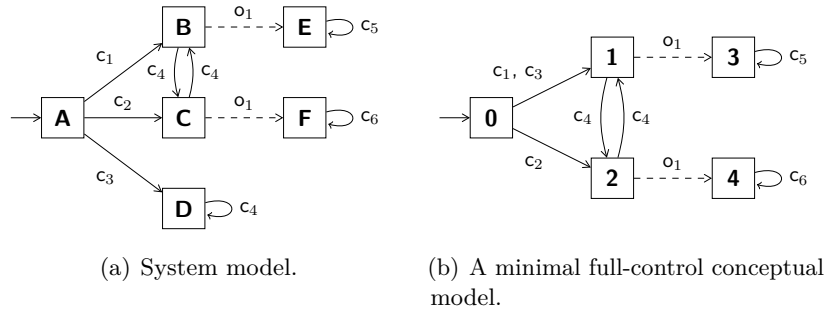 B
o₁
E
c₅
c₁
c₄
c₄
A
c₂
C
o₁
F
c₆
c₃
D
c₄
(a) System model.
1
o₁
3
c₅
c₁, c₃
c₄
c₄
0
c₂
2
o₁
4
c₆
(b) A minimal full-control conceptual
model.